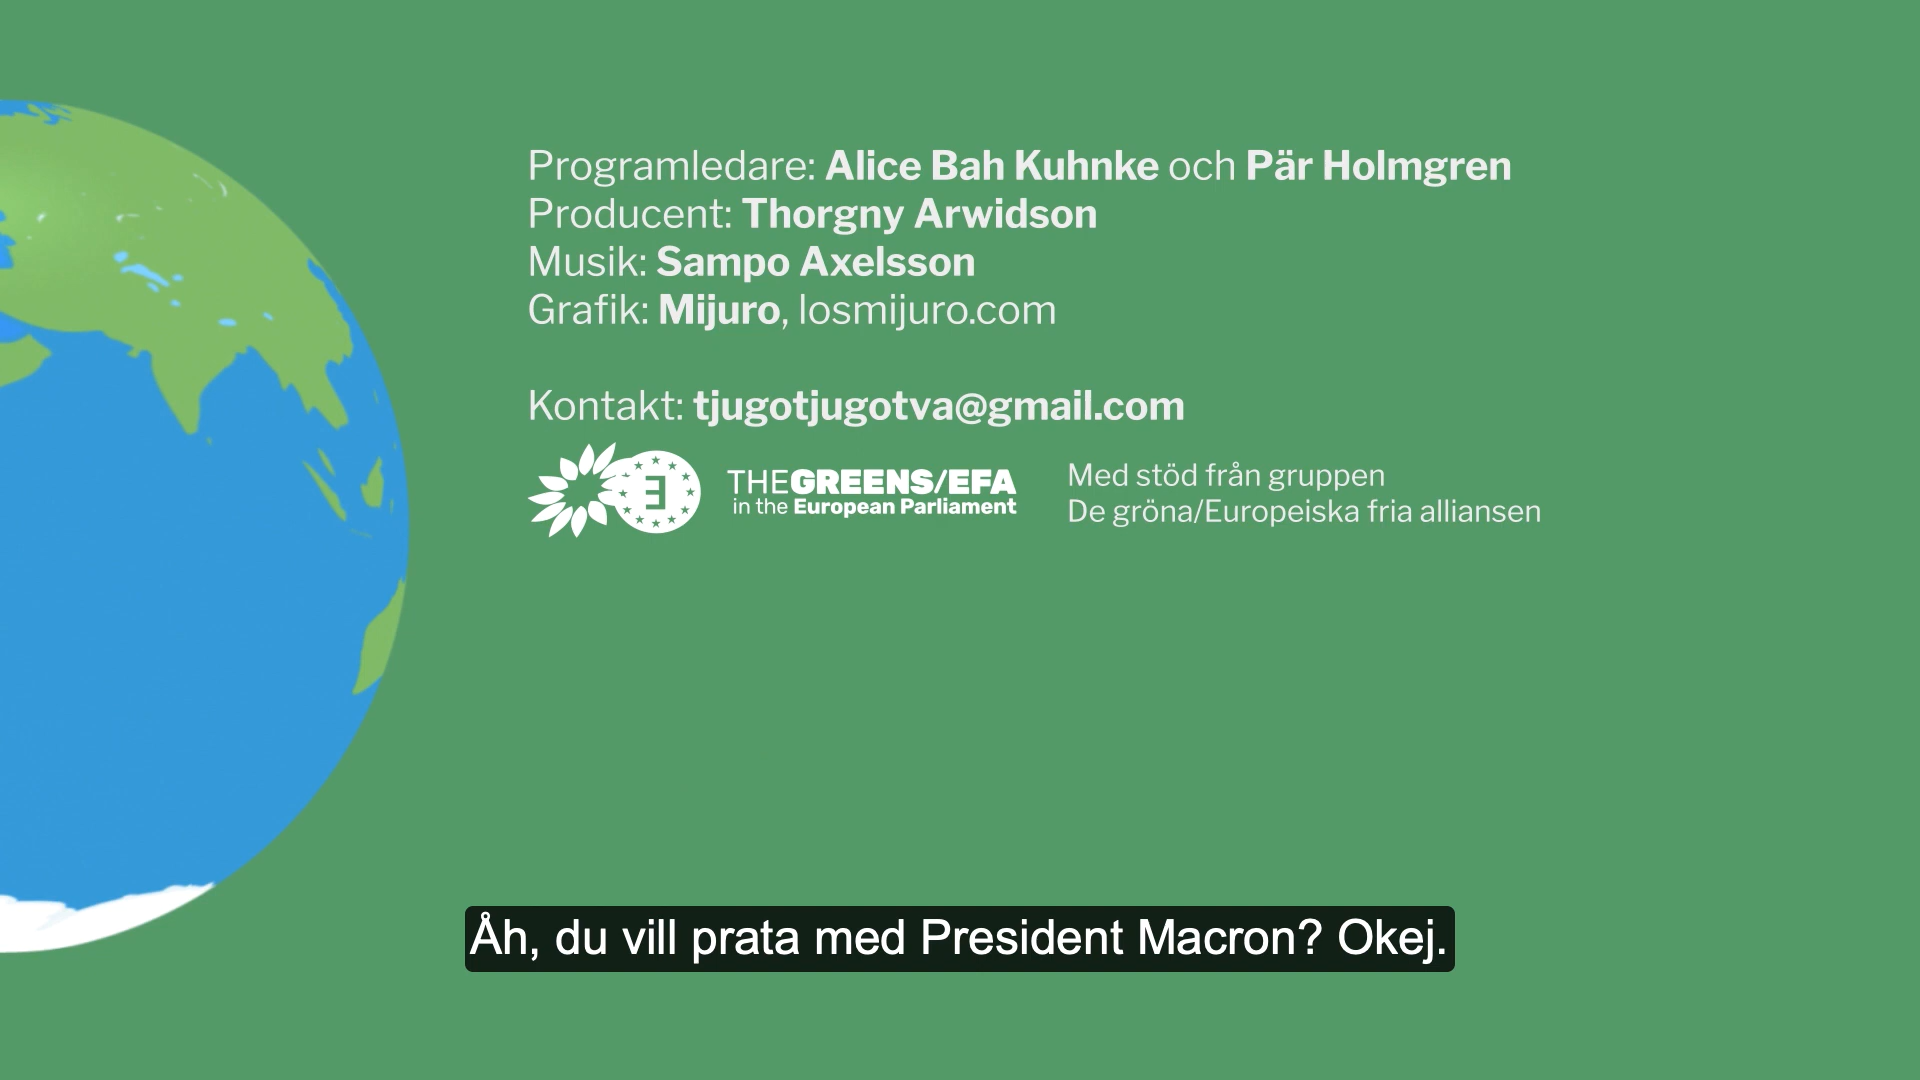 Programledare: Alice Bah Kuhnke och Pär Holmgren
Producent: Thorgny Arwidson
Musik: Sampo Axelsson
Grafik: Mijuro, losmijuro.com
Kontakt: tjugotjugotva@gmail.com
THE GREENS/EFA
in the European Parliament
Med stöd från gruppen
De gröna/Europeiska fria alliansen
Åh, du vill prata med President Macron? Okej.